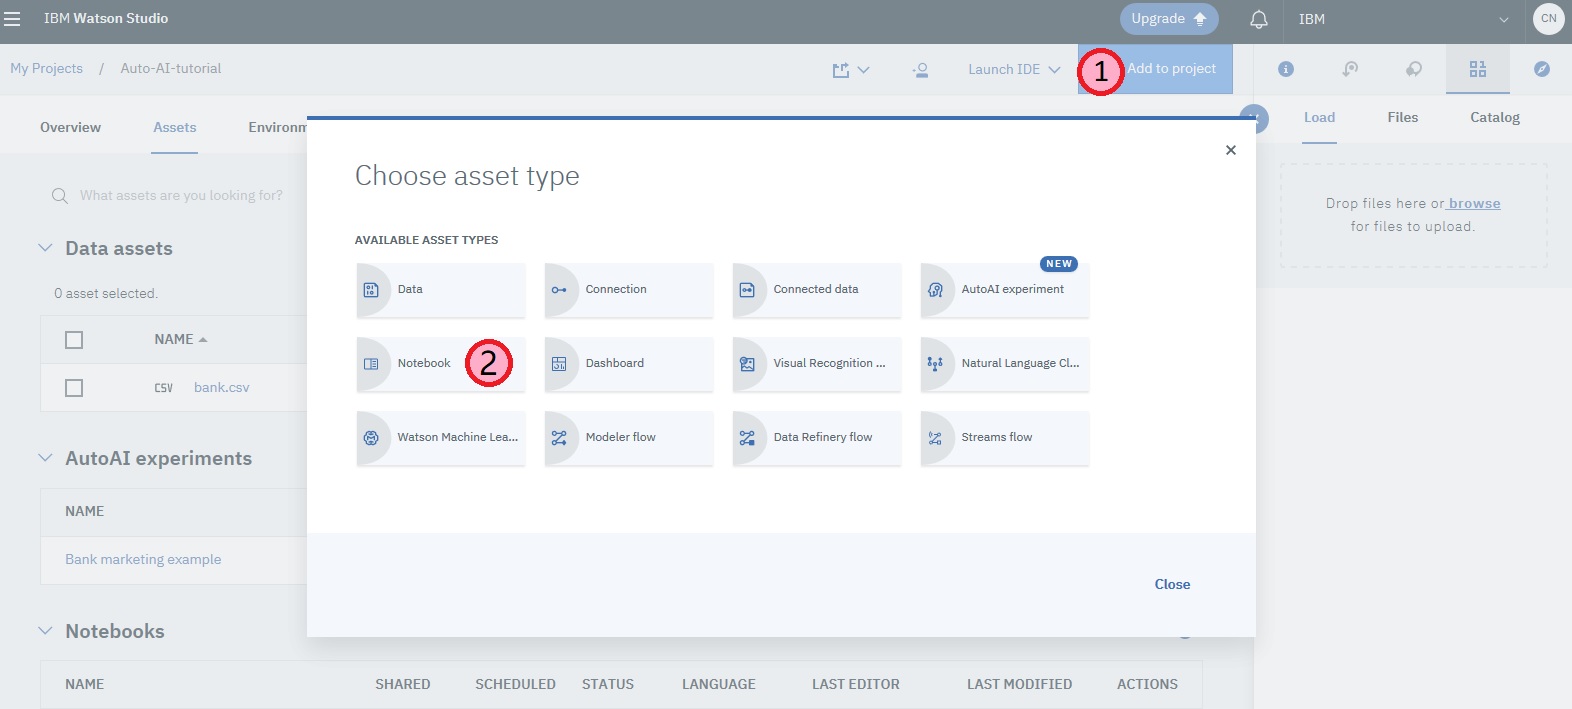 IBM Watson Studio
Upgrade
IBM
CN
My Projects / Auto-AI-tutorial
Launch IDE
1
Add to project
Overview
Assets
Environm
Load
Files
Catalog
What assets are you looking for?
Drop files here or browse
for files to upload.
Choose asset type
AVAILABLE ASSET TYPES
Data
Connection
Connected data
NEW
AutoAI experiment
Notebook
2
Dashboard
Visual Recognition ...
Natural Language Cl...
Watson Machine Lea...
Modeler flow
Data Refinery flow
Streams flow
Close
Data assets
0 asset selected.
NAME
CSV bank.csv
AutoAI experiments
NAME
Bank marketing example
Notebooks
NAME
SHARED
SCHEDULED
STATUS
LANGUAGE
LAST EDITOR
LAST MODIFIED
ACTIONS